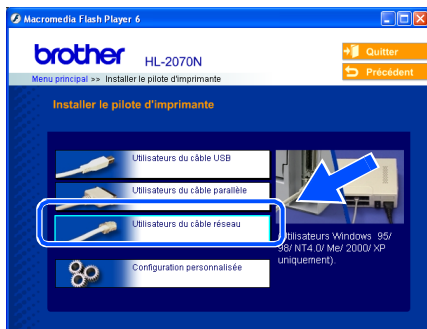 Macromedia Flash Player 6
brother
HL-2070N
Quitter
Précédent
Menu principal >> Installer le pilote d'imprimante
Installer le pilote d'imprimante
Utilisateurs du câble USB
Utilisateurs du câble parallèle
Utilisateurs du câble réseau
Configuration personnalisée
(Utilisateurs Windows 95/
98/ NT4.0/ Me/ 2000/ XP
uniquement).